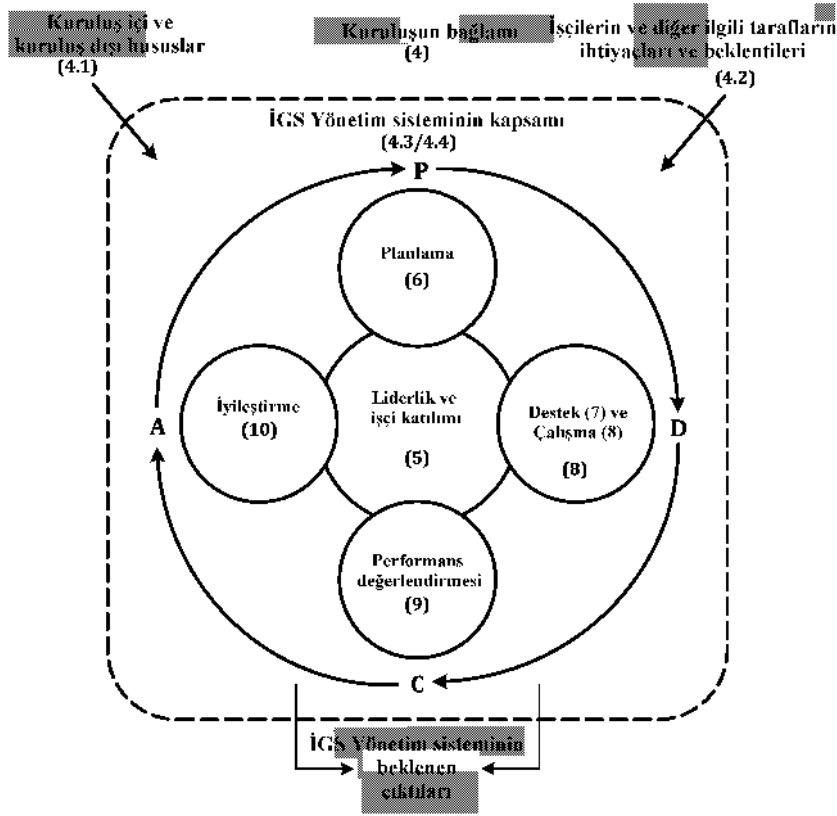 Kuruluş içi ve
kuruluş dışı hususlar
(4.1)
Kuruluşun bağlamı
(4)
İşçilerin ve diğer ilgili tarafların
ihtiyaçları ve beklentileri
(4.2)
İGS Yönetim sisteminin kapsamı
(4.3/4.4)
P
Planlama
(6)
A
İyileştirme
(10)
Liderlik ve
işçi katılımı
(5)
Destek (7) ve
Çalışma (8)
(8)
D
Performans
değerlendirmesi
(9)
C
İGS Yönetim sisteminin
beklenen
çıktıları